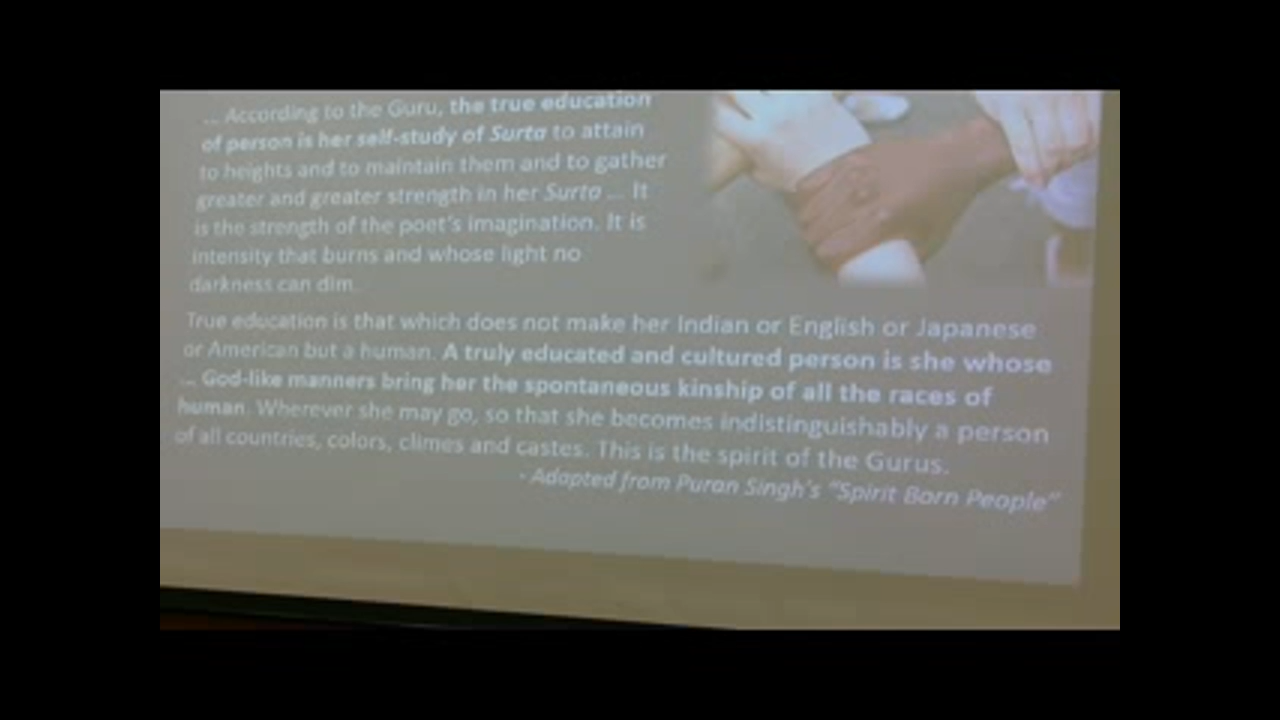 ... According to the Guru, the true education
of person is her self-study of Surta to attain
to heights and to maintain them and to gather
greater and greater strength in her Surta ... It
is the strength of the poet's imagination. It is
intensity that burns and whose light no
darkness can dim.
True education is that which does not make her Indian or English or Japanese
or American but a human. A truly educated and cultured person is she whose
... God-like manners bring her the spontaneous kinship of all the races of
human. Wherever she may go, so that she becomes indistinguishably a person
of all countries, colors, climes and castes. This is the spirit of the Gurus.
- Adapted from Puran Singh's "Spirit Born People"